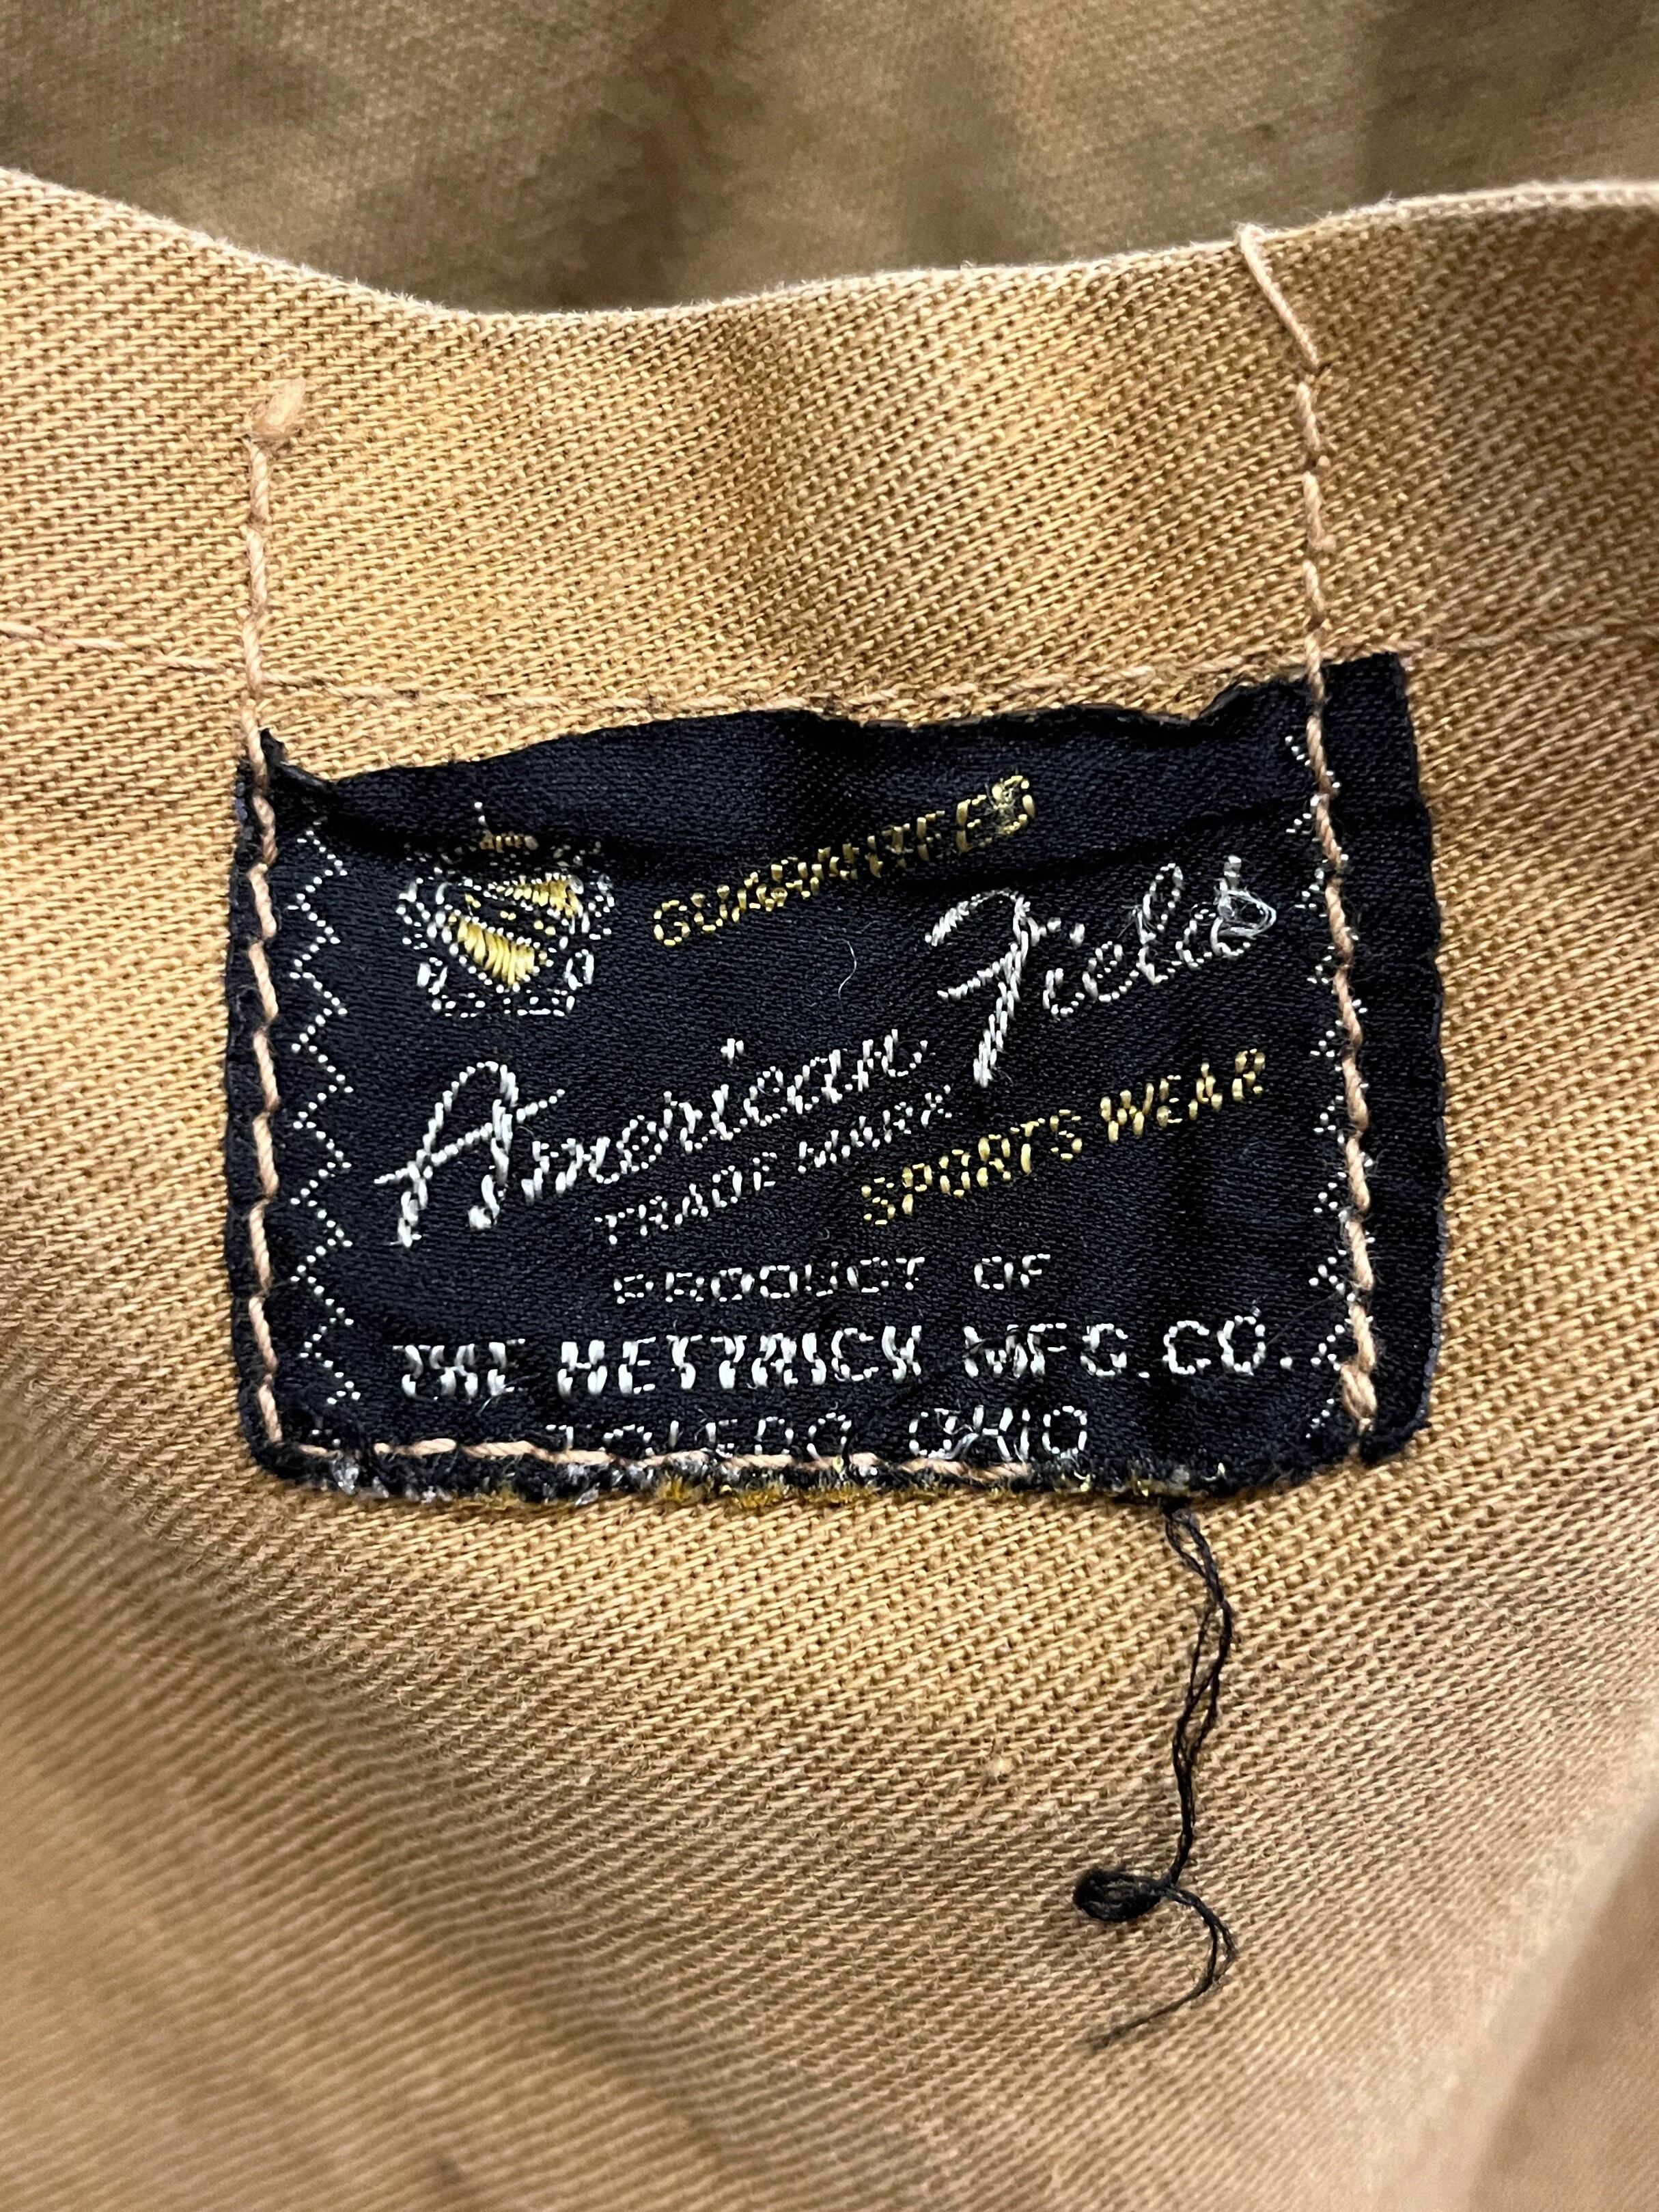 GUARANTEED
American Field
TRADE MARK
SPORTS WEAR
PRODUCT OF
THE HETTRICK MFG. CO.
TOLEDO, OHIO